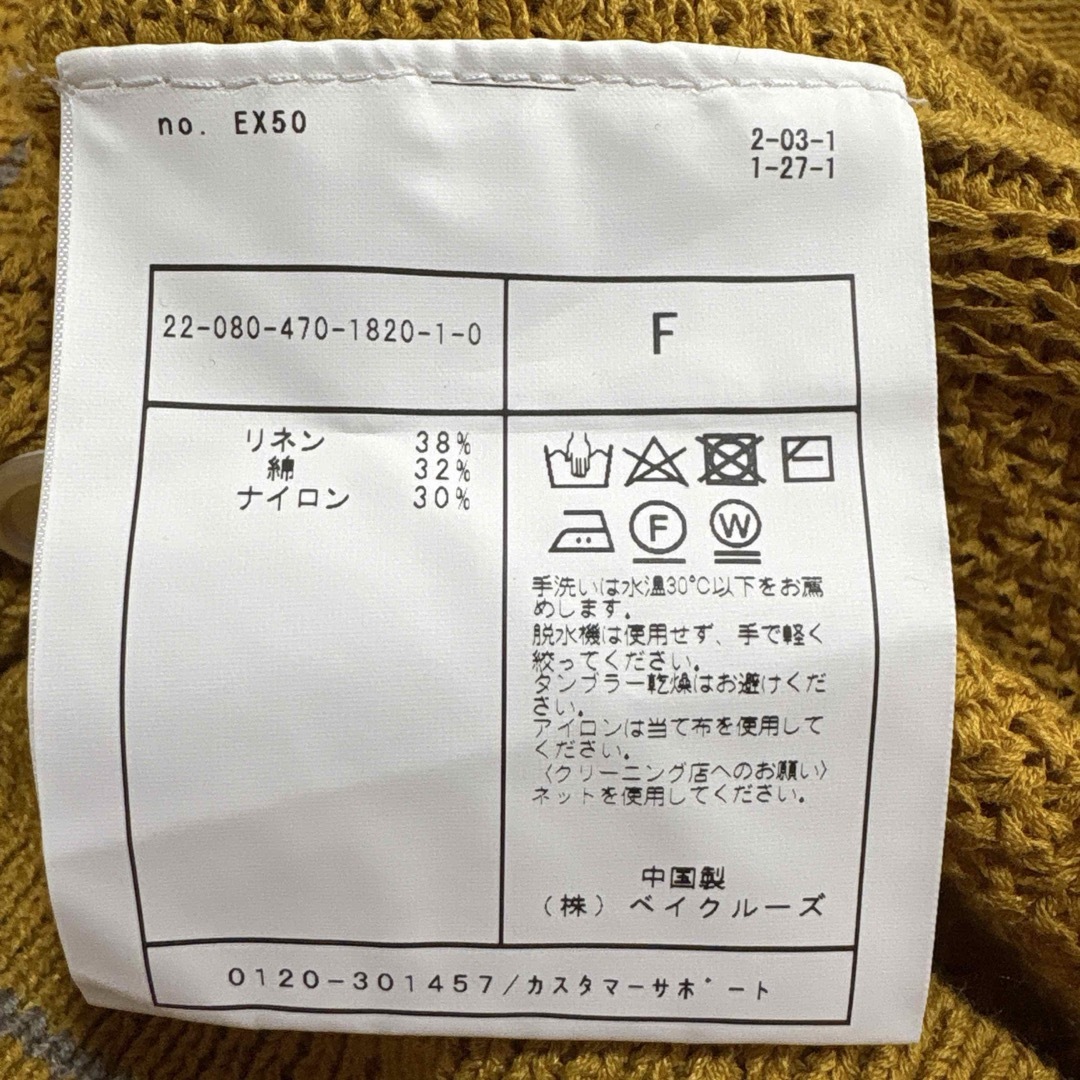 no. EX50
2-03-1
1-27-1
22-080-470-1820-1-0
F
リネン 38%
綿 32%
ナイロン 30%
F W
手洗いは水温30℃以下をお薦
めします。
脱水機は使用せず、手で軽く
絞ってください。
タンブラー乾燥はお避けくだ
さい。
アイロンは当て布を使用して
ください。
〈クリーニング店へのお願い〉
ネットを使用してください。
中国製
(株)ベイクルーズ
0120-301457/カスタマーサポート